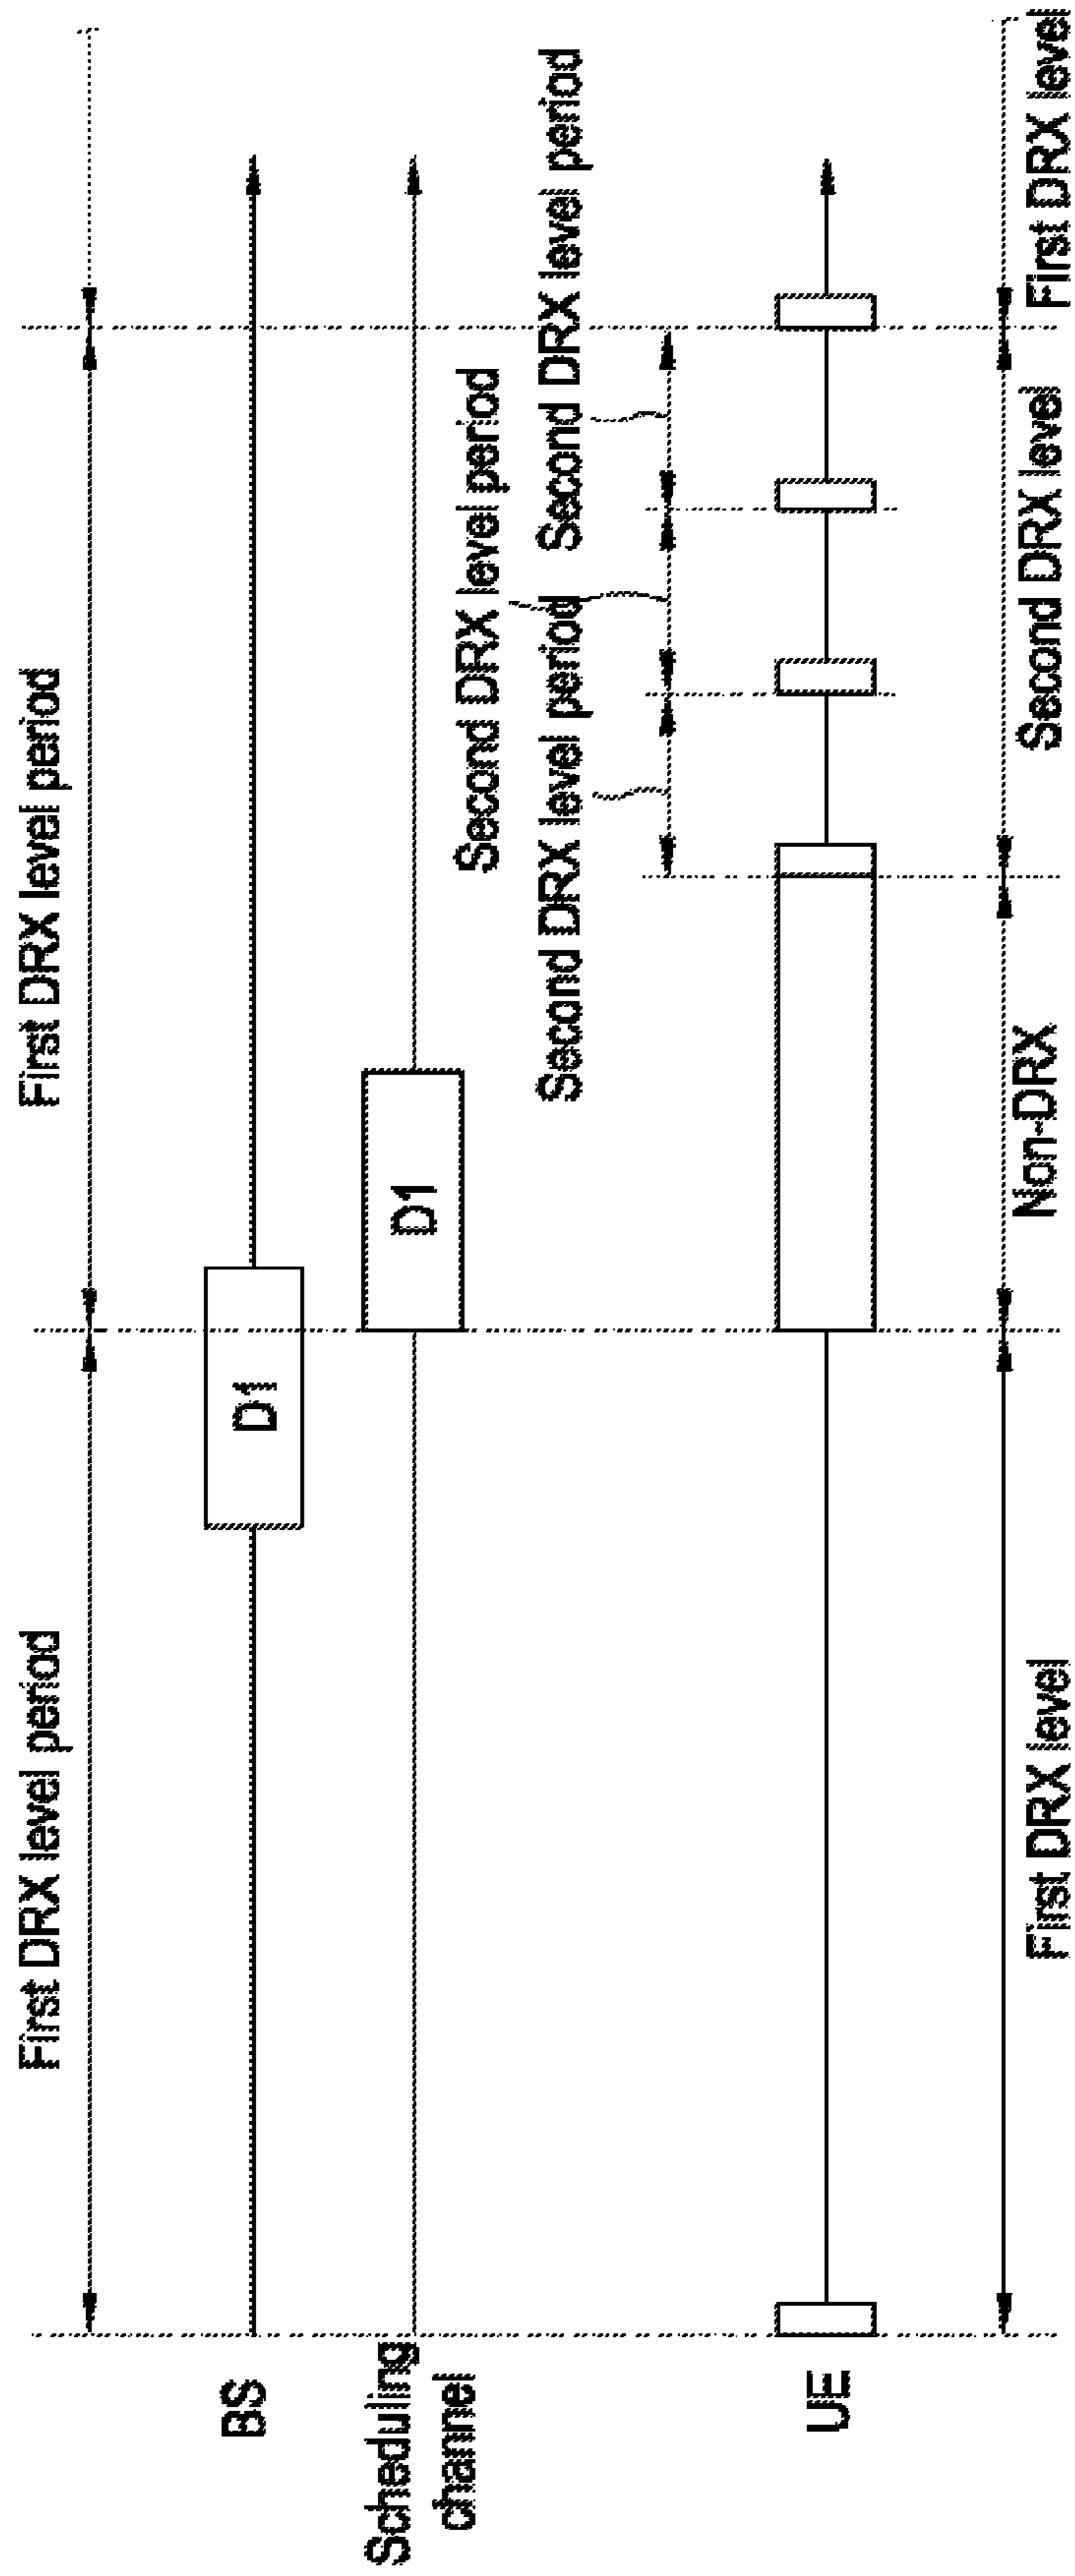 First DRX level period
First DRX level period
BS
D1
Scheduling
channel
D1
Second DRX level period
Second DRX level period
Second DRX level period
UE
First DRX level
Non-DRX
Second DRX level
First DRX level